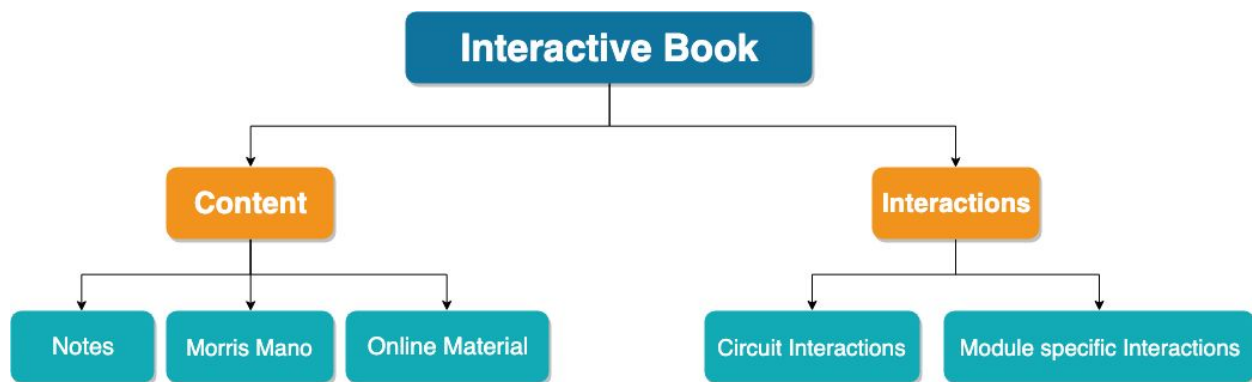 Interactive Book
Content
Interactions
Notes
Morris Mano
Online Material
Circuit Interactions
Module specific Interactions